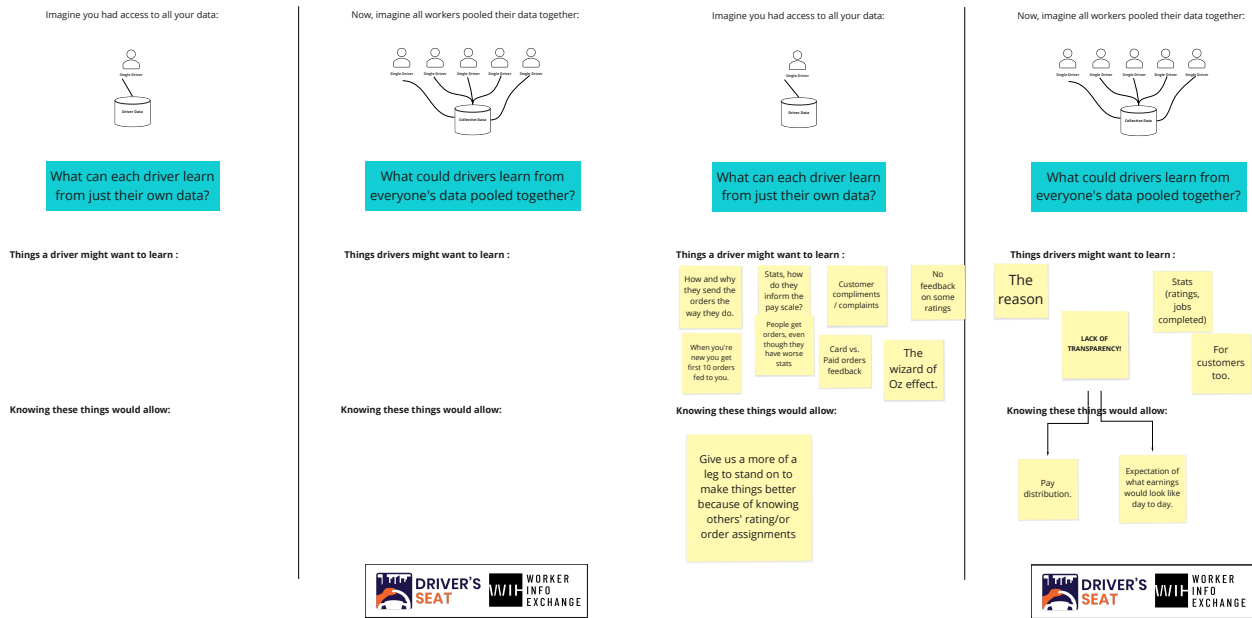 Imagine you had access to all your data:
Single Driver
Driver Data
What can each driver learn
from just their own data?
Things a driver might want to learn :
Knowing these things would allow:
Now, imagine all workers pooled their data together:
Single Driver
Single Driver
Single Driver
Single Driver
Single Driver
Collective Data
What could drivers learn from
everyone's data pooled together?
Things drivers might want to learn :
Knowing these things would allow:
DRIVER'S
SEAT
WIE
WORKER
INFO
EXCHANGE
Imagine you had access to all your data:
Single Driver
Driver Data
What can each driver learn
from just their own data?
Things a driver might want to learn :
How and why
they send the
orders the
way they do.
Stats, how
do they
inform the
pay scale?
Customer
compliments
/ complaints
No
feedback
on some
ratings
When you're
new you get
first 10 orders
fed to you.
People get
orders, even
though they
have worse
stats
Card vs.
Paid orders
feedback
The
wizard of
Oz effect.
Knowing these things would allow:
Give us a more of a
leg to stand on to
make things better
because of knowing
others' rating/or
order assignments
Now, imagine all workers pooled their data together:
Single Driver
Single Driver
Single Driver
Single Driver
Single Driver
Collective Data
What could drivers learn from
everyone's data pooled together?
Things drivers might want to learn :
The
reason
LACK OF
TRANSPARENCY!
Stats
(ratings,
jobs
completed)
For
customers
too.
Knowing these things would allow:
Pay
distribution.
Expectation of
what earnings
would look like
day to day.
DRIVER'S
SEAT
WIE
WORKER
INFO
EXCHANGE